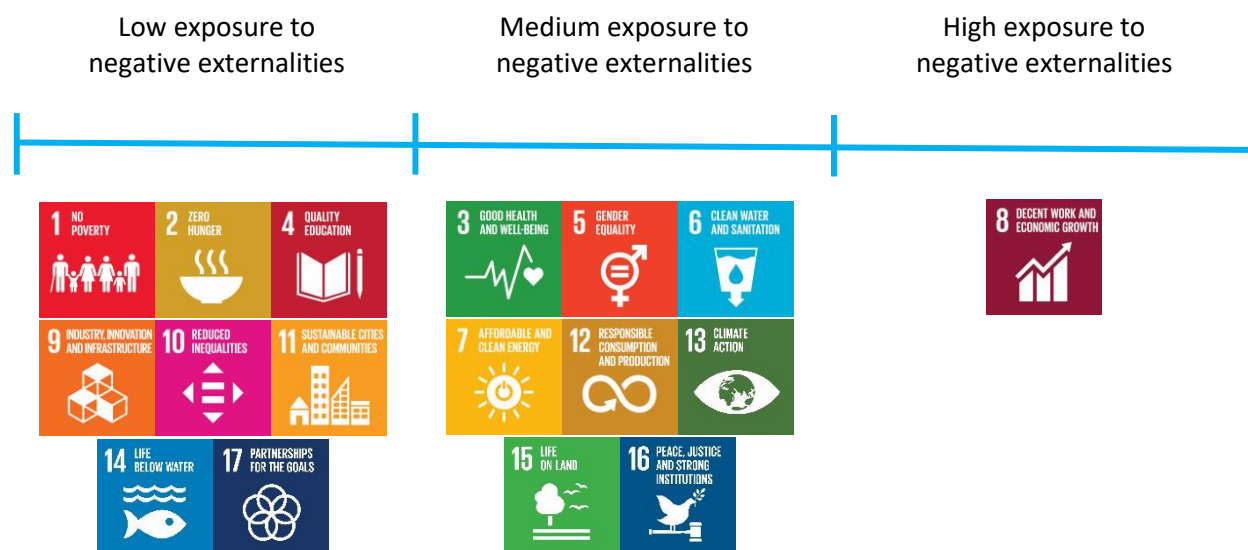 Low exposure to
negative externalities
Medium exposure to
negative externalities
High exposure to
negative externalities
1 NO
POVERTY
2 ZERO
HUNGER
4 QUALITY
EDUCATION
9 INDUSTRY, INNOVATION
AND INFRASTRUCTURE
10 REDUCED
INEQUALITIES
11 SUSTAINABLE CITIES
AND COMMUNITIES
14 LIFE
BELOW WATER
17 PARTNERSHIPS
FOR THE GOALS
3 GOOD HEALTH
AND WELL-BEING
5 GENDER
EQUALITY
6 CLEAN WATER
AND SANITATION
7 AFFORDABLE AND
CLEAN ENERGY
12 RESPONSIBLE
CONSUMPTION
AND PRODUCTION
13 CLIMATE
ACTION
15 LIFE
ON LAND
16 PEACE, JUSTICE
AND STRONG
INSTITUTIONS
8 DECENT WORK AND
ECONOMIC GROWTH